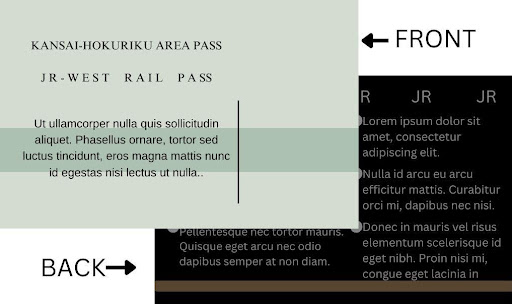 KANSAI-HOKURIKU AREA PASS
JR-WEST RAIL PASS
Ut ullamcorper nulla quis sollicitudin
aliquet. Phasellus ornare, tortor sed
luctus tincidunt, eros magna mattis nunc
id egestas nisi lectus ut nulla..
FRONT
R JR JR
Lorem ipsum dolor sit
amet, consectetur
adipiscing elit.
Nulla id arcu eu arcu
efficitur mattis. Curabitur
orci mi, dapibus nec nisi.
Donec in mauris vel risus
elementum scelerisque id
eget nibh. Proin nisi mi,
congue eget lacinia in
Pellentesque nec tortor mauris.
Quisque eget arcu nec odio
dapibus semper at non diam.
BACK